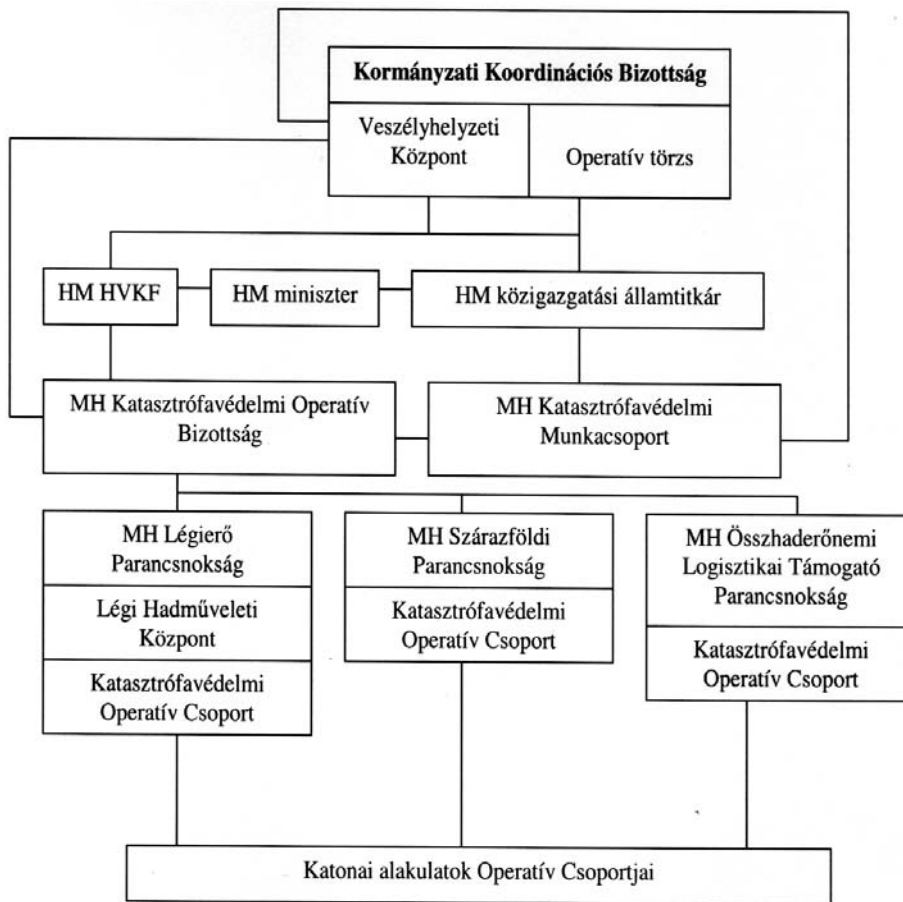 Kormányzati Koordinációs Bizottság
Veszélyhelyzeti
Központ
Operatív törzs
HM HVKF
HM miniszter
HM közigazgatási államtitkár
MH Katasztrófavédelmi Operatív
Bizottság
MH Katasztrófavédelmi
Munkacsoport
MH Légierő
Parancsnokság
Légi Hadműveleti
Központ
Katasztrófavédelmi
Operatív Csoport
MH Szárazföldi
Parancsnokság
Katasztrófavédelmi
Operatív Csoport
MH Összhaderőnemi
Logisztikai Támogató
Parancsnokság
Katasztrófavédelmi
Operatív Csoport
Katonai alakulatok Operatív Csoportjai